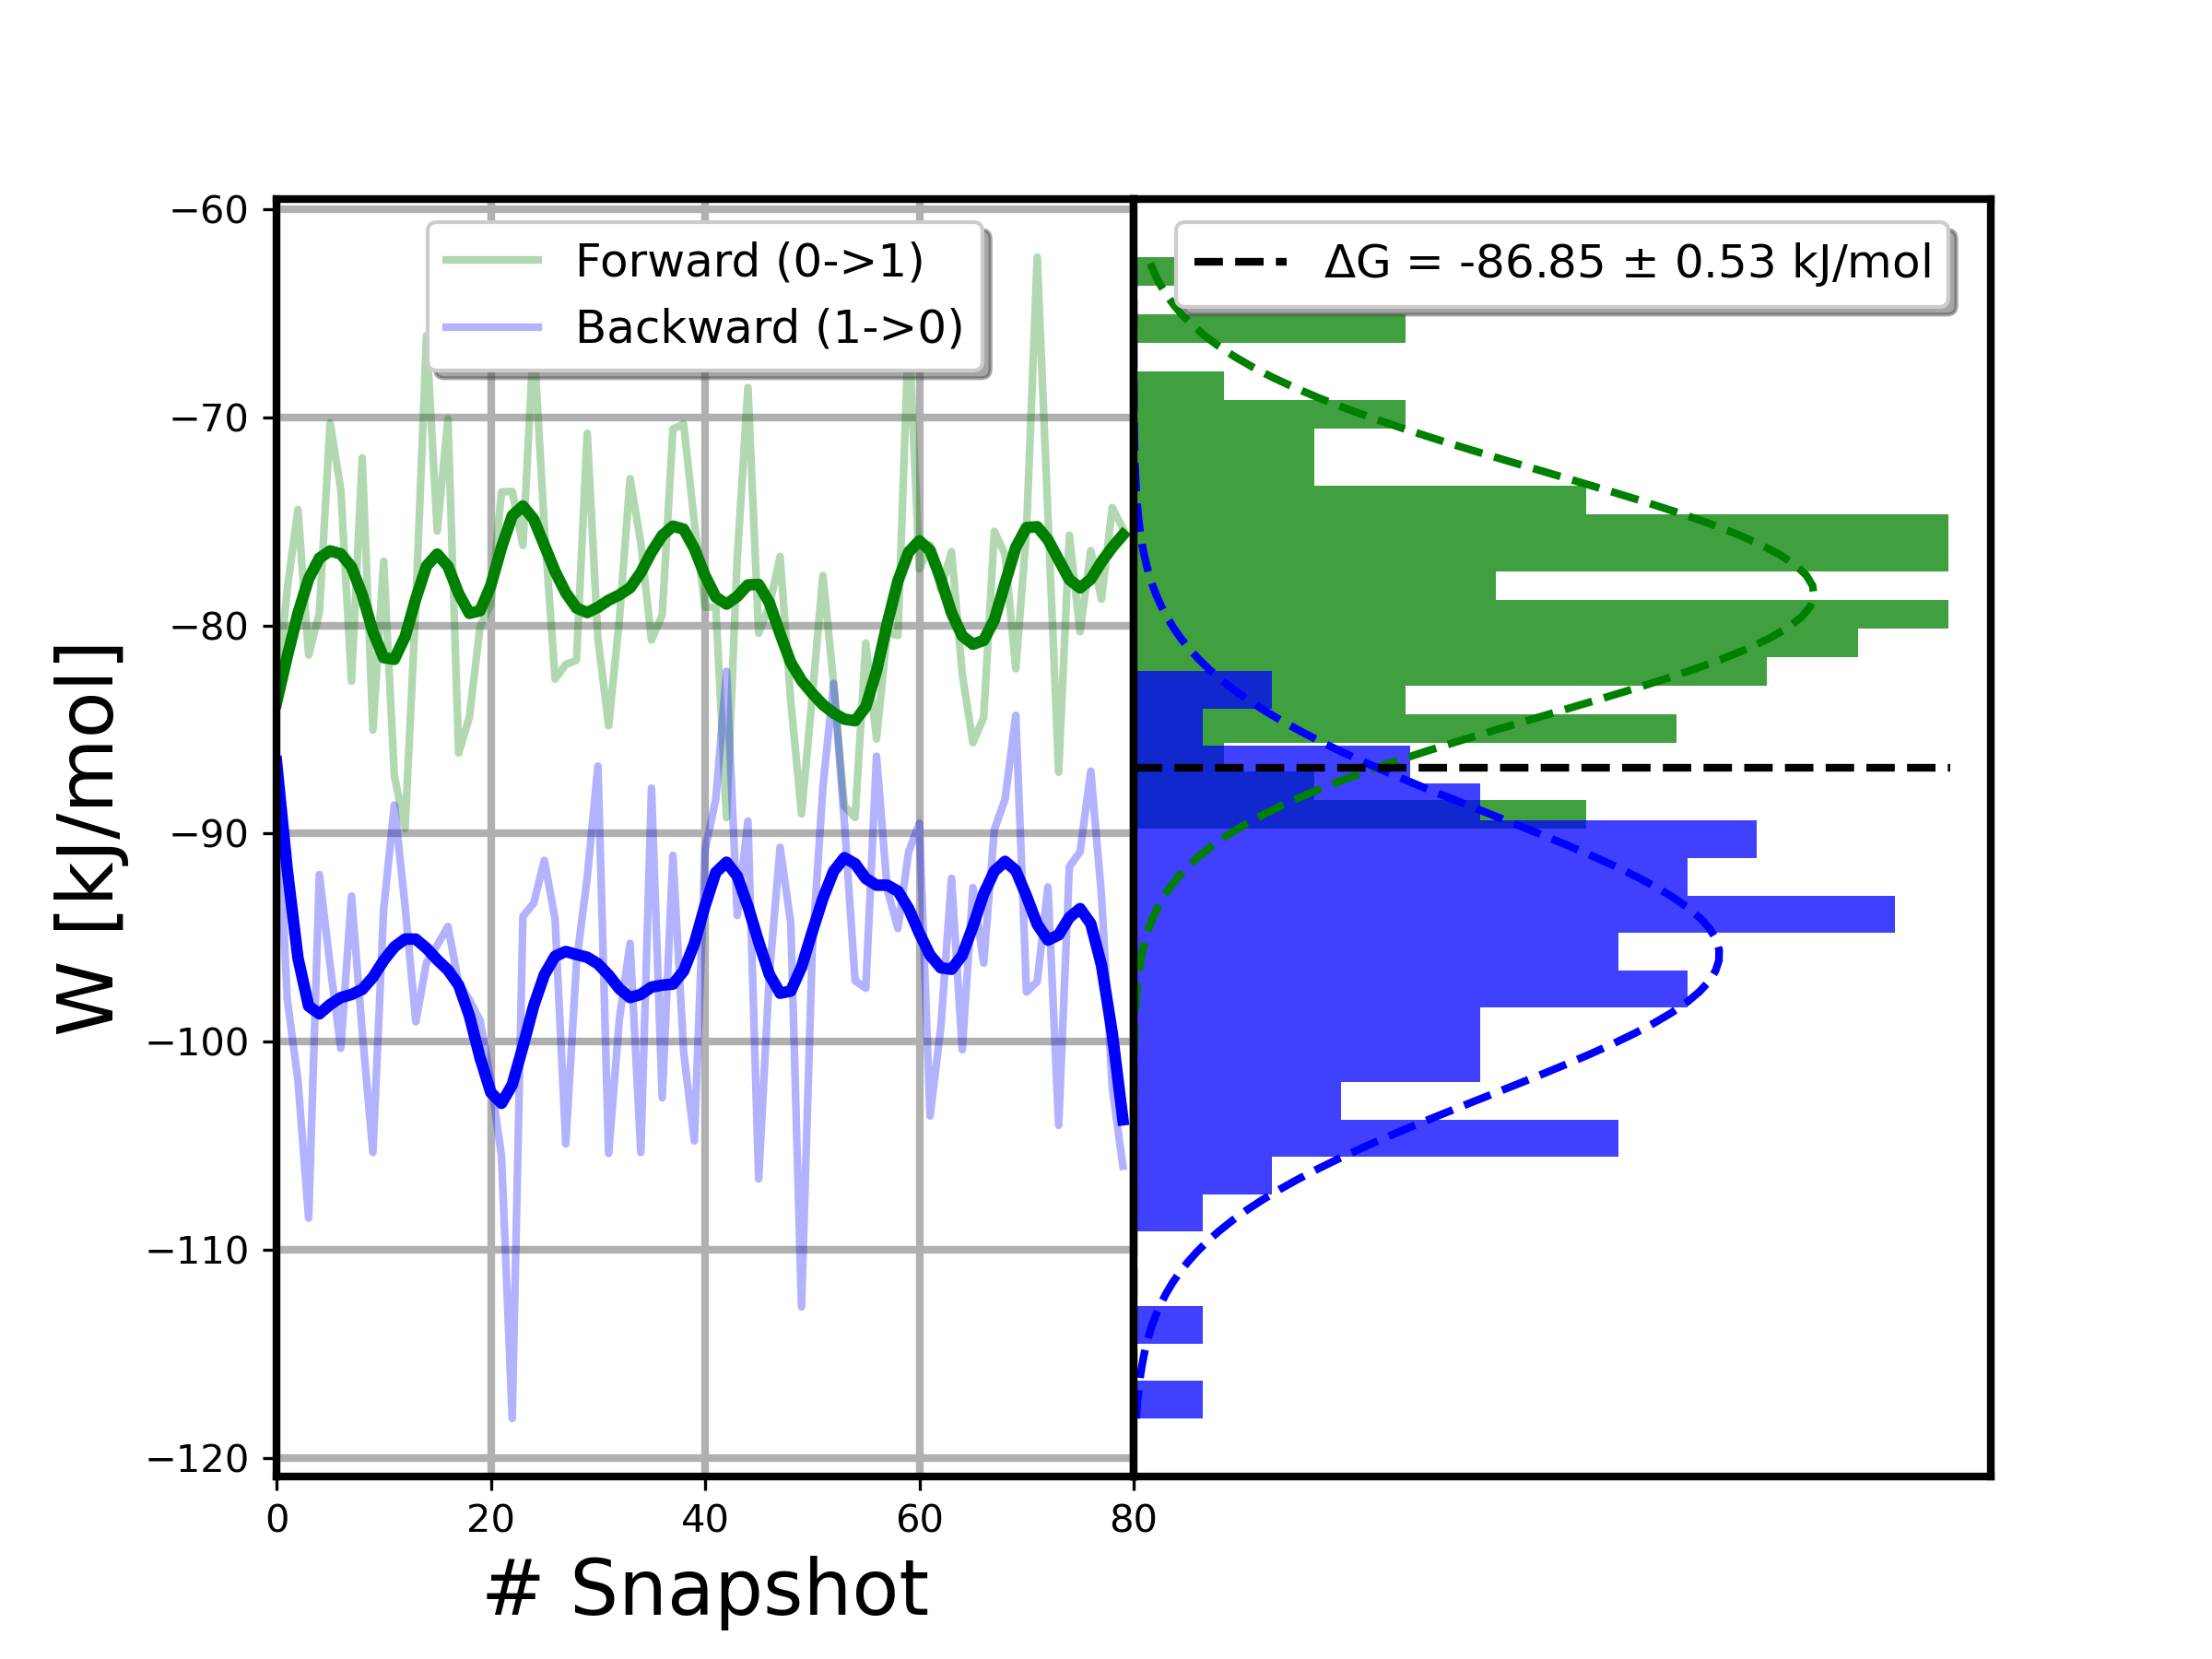 W [kJ/mol]
−60
−70
−80
−90
−100
−110
−120
Forward (0->1)
Backward (1->0)
ΔG = -86.85 ± 0.53 kJ/mol
0 20 40 60 80
# Snapshot